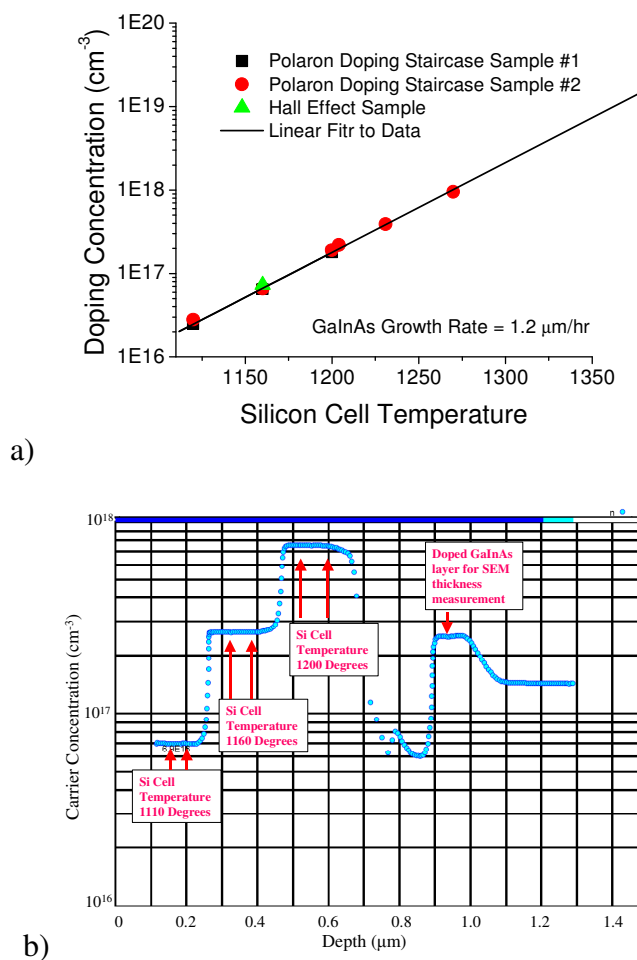 1E20
1E19
1E18
1E17
1E16
Doping Concentration (cm-3)
Polaron Doping Staircase Sample #1
Polaron Doping Staircase Sample #2
Hall Effect Sample
Linear Fitr to Data
GaInAs Growth Rate = 1.2 μm/hr
1150 1200 1250 1300 1350
Silicon Cell Temperature
a)
10^18
10^17
10^16
Carrier Concentration (cm-3)
Doped GaInAs
layer for SEM
thickness
measurement
Si Cell
Temperature
1200 Degrees
Si Cell
Temperature
1160 Degrees
Si Cell
Temperature
1110 Degrees
0 0.2 0.4 0.6 0.8 1.0 1.2 1.4
Depth (μm)
b)